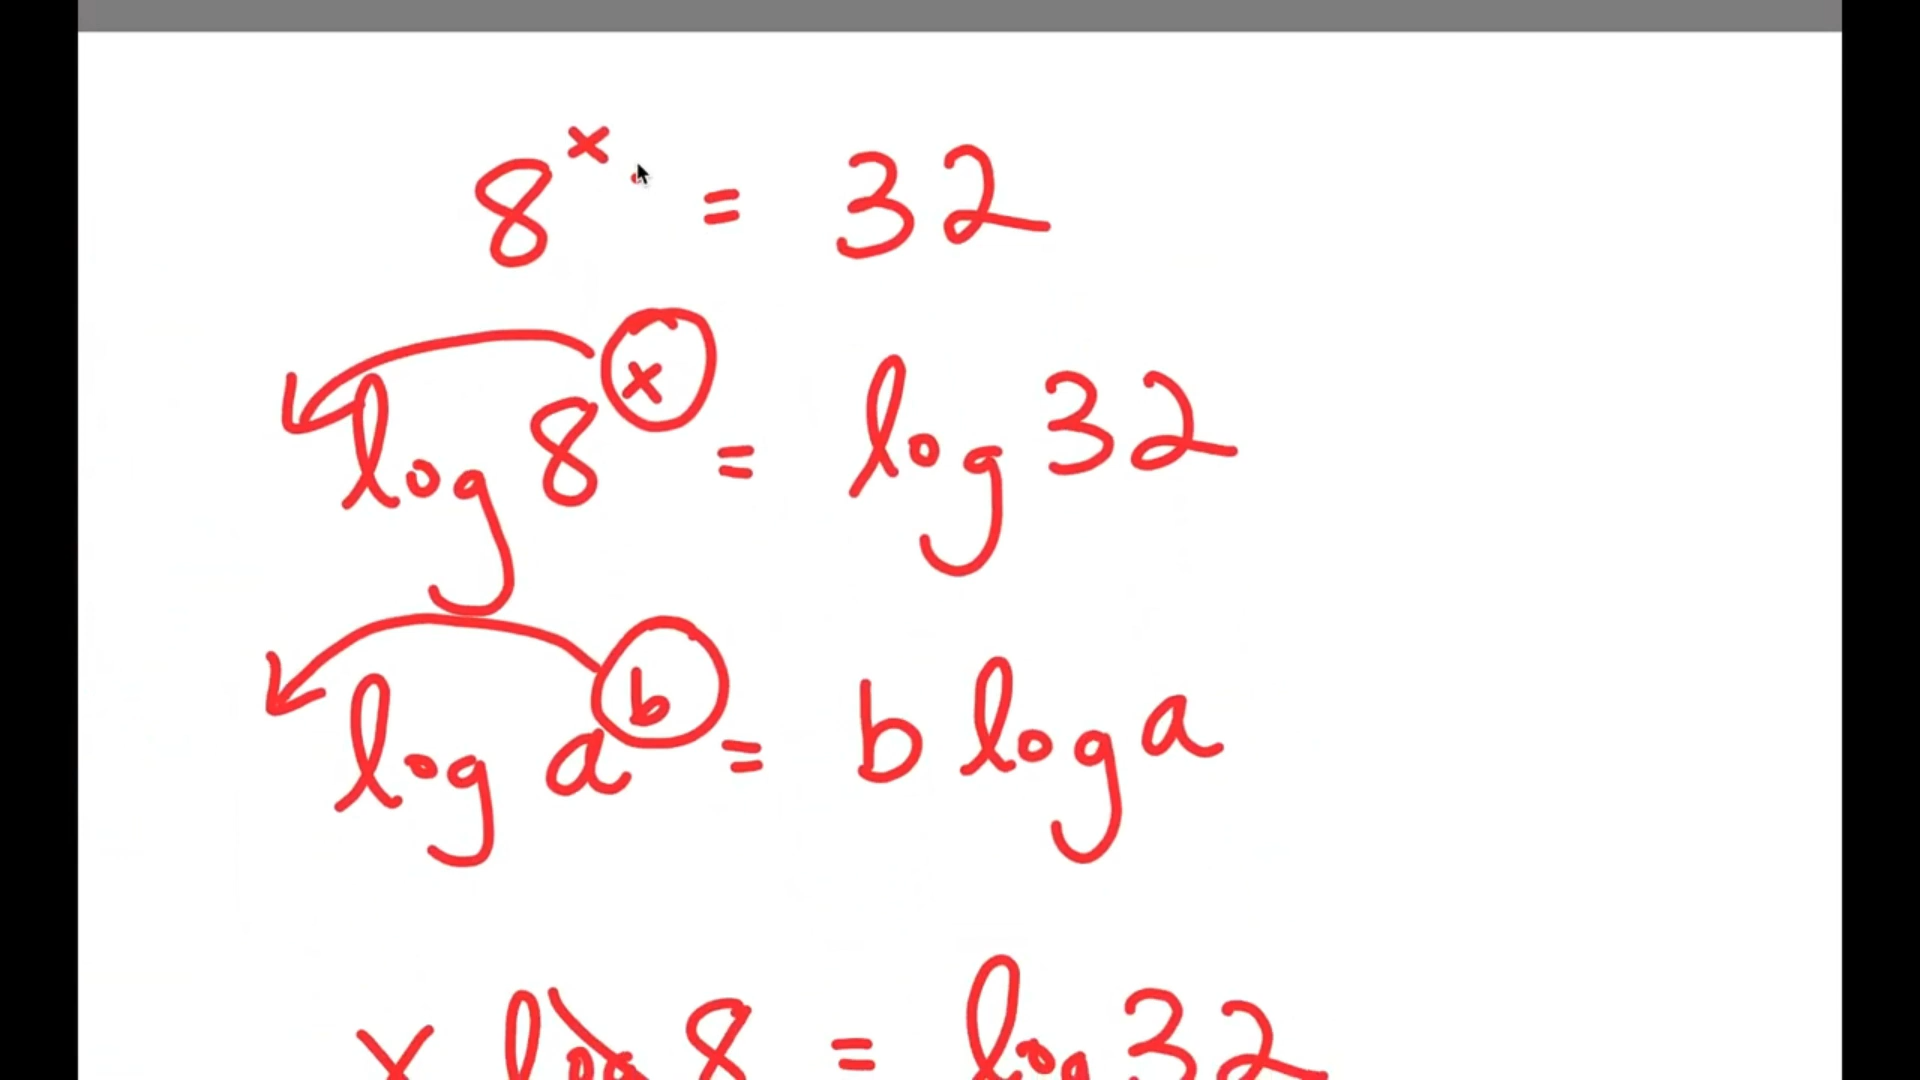 8^x = 32
log 8^x = log 32
log a^b = b log a
x log 8 = log 32